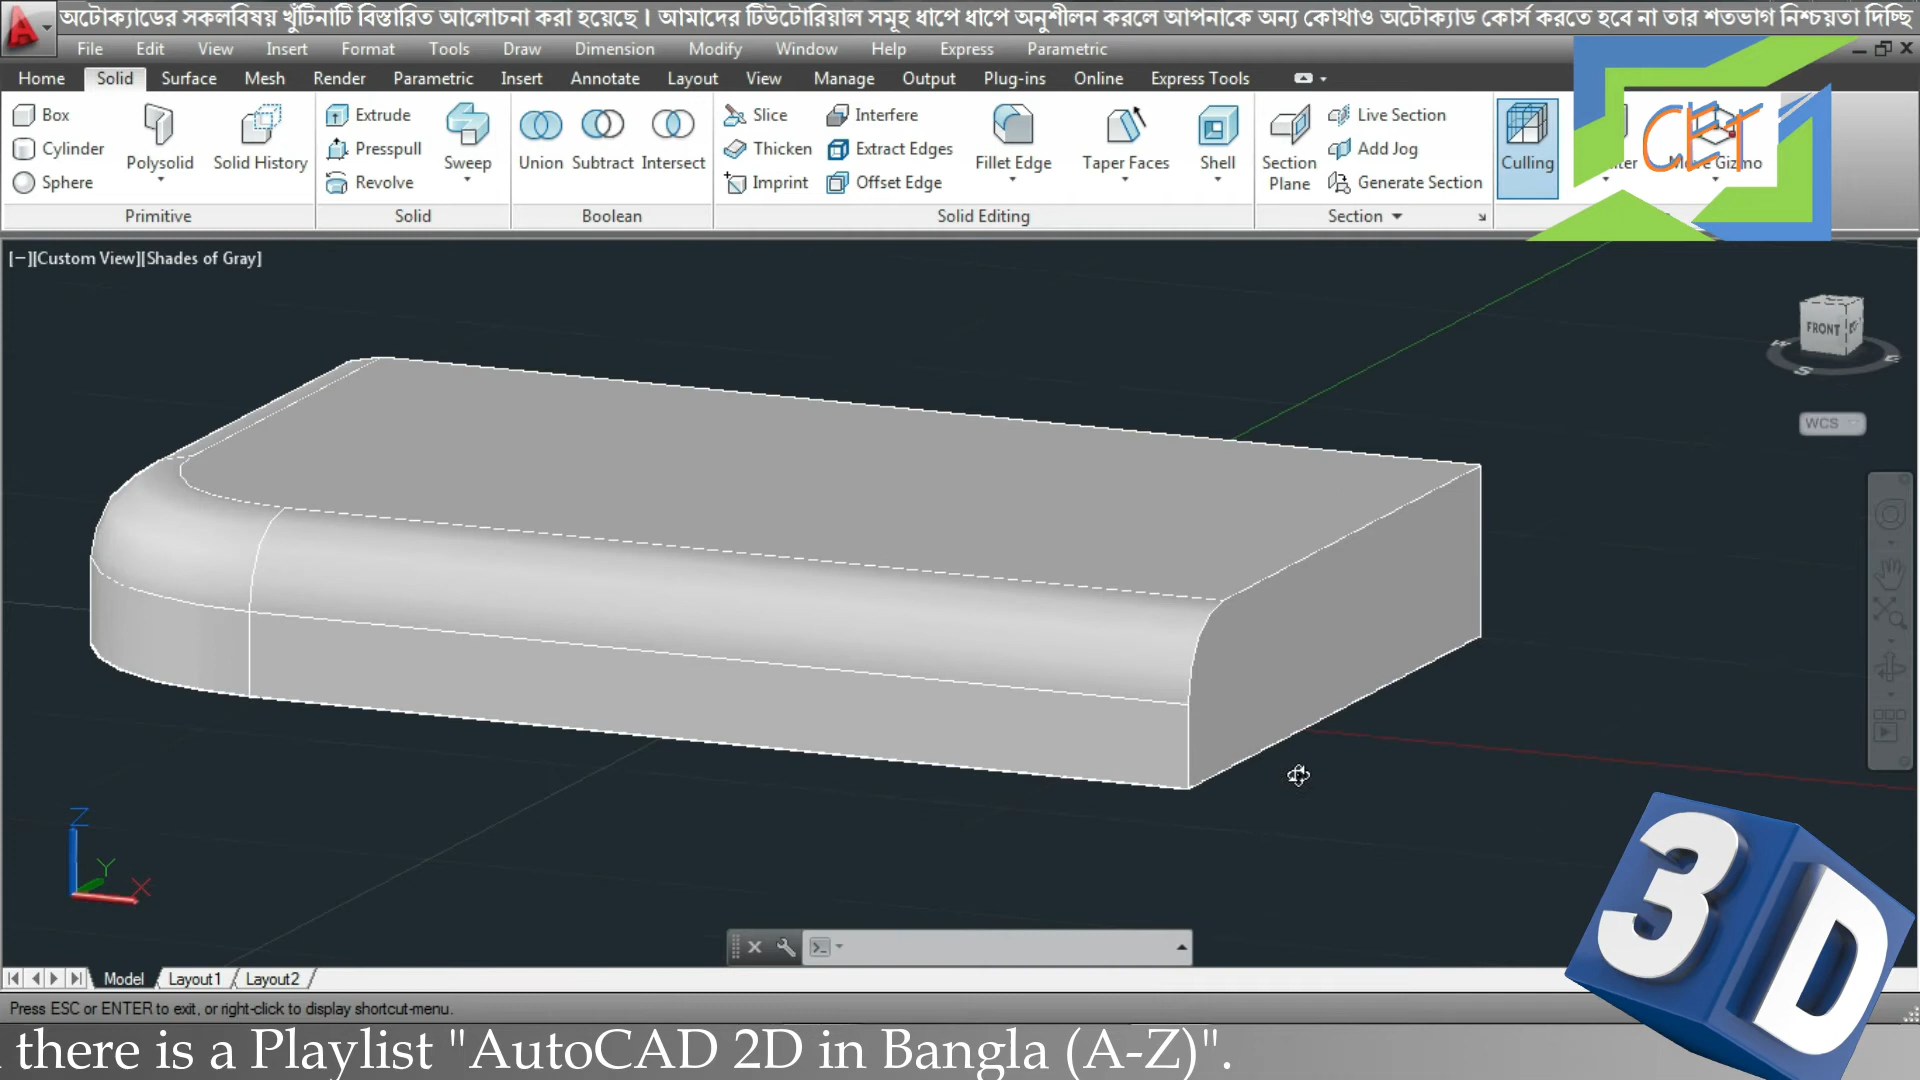 অটোক্যাডের সকলবিষয় খুঁটিনাটি বিস্তারিত আলোচনা করা হয়েছে। আমাদের টিউটোরিয়াল সমূহ ধাপে ধাপে অনুশীলন করলে আপনাকে অন্য কোথাও অটোক্যাড কোর্স করতে হবে না তার শতভাগ নিশ্চয়তা দিচ্ছি
File Edit View Insert Format Tools Draw Dimension Modify Window Help Express Parametric
Home Solid Surface Mesh Render Parametric Insert Annotate Layout View Manage Output Plug-ins Online Express Tools
Box Extrude Slice Interfere Live Section
Cylinder Polysolid Solid History Presspull Sweep Union Subtract Intersect Thicken Extract Edges Fillet Edge Taper Faces Shell Section Plane Add Jog Culling Gizmo
Sphere Revolve Imprint Offset Edge Generate Section
Primitive Solid Boolean Solid Editing Section
CET
[−][Custom View][Shades of Gray]
FRONT
W S E
WCS
Z
Y
X
3D
Model Layout1 Layout2
Press ESC or ENTER to exit, or right-click to display shortcut-menu.
there is a Playlist "AutoCAD 2D in Bangla (A-Z)".